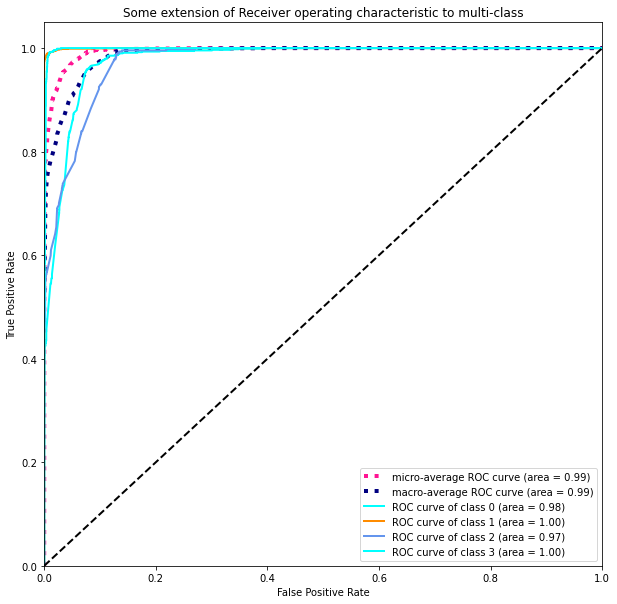 Some extension of Receiver operating characteristic to multi-class
True Positive Rate
1.0
0.8
0.6
0.4
0.2
0.0
0.0 0.2 0.4 0.6 0.8 1.0
False Positive Rate
micro-average ROC curve (area = 0.99)
macro-average ROC curve (area = 0.99)
ROC curve of class 0 (area = 0.98)
ROC curve of class 1 (area = 1.00)
ROC curve of class 2 (area = 0.97)
ROC curve of class 3 (area = 1.00)